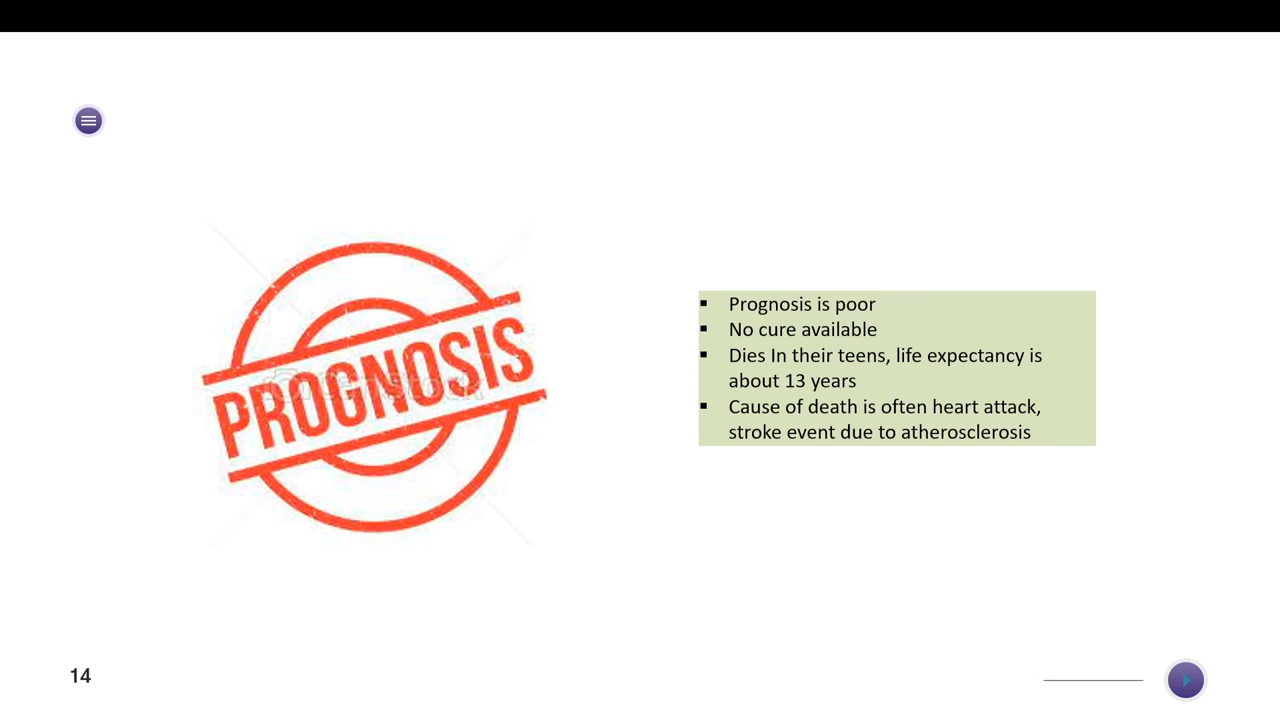 PROGNOSIS
▪ Prognosis is poor
▪ No cure available
▪ Dies In their teens, life expectancy is
about 13 years
▪ Cause of death is often heart attack,
stroke event due to atherosclerosis
14